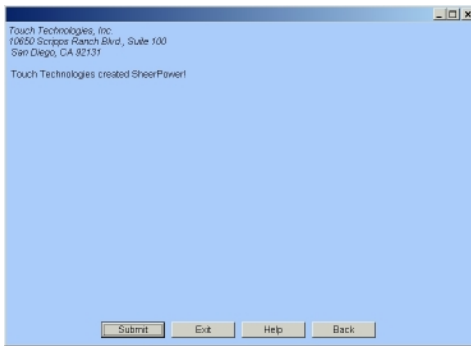 Touch Technologies, Inc.
10650 Scripps Ranch Blvd., Suite 100
San Diego, CA 92131
Touch Technologies created SheerPower!
Submit Exit Help Back